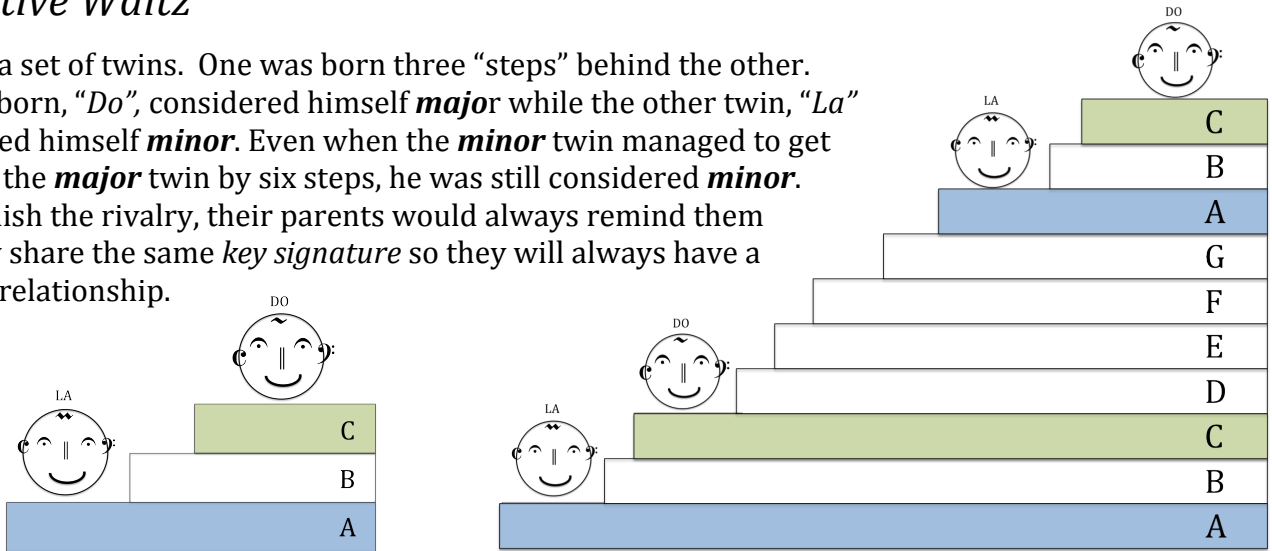 tive Waltz
a set of twins. One was born three “steps” behind the other.
born, “Do”, considered himself major while the other twin, “La”
ed himself minor. Even when the minor twin managed to get
the major twin by six steps, he was still considered minor.
ish the rivalry, their parents would always remind them
share the same key signature so they will always have a
relationship.
DO
LA
C
B
A
G
F
E
D
C
B
A
DO
LA
DO
LA
C
B
A